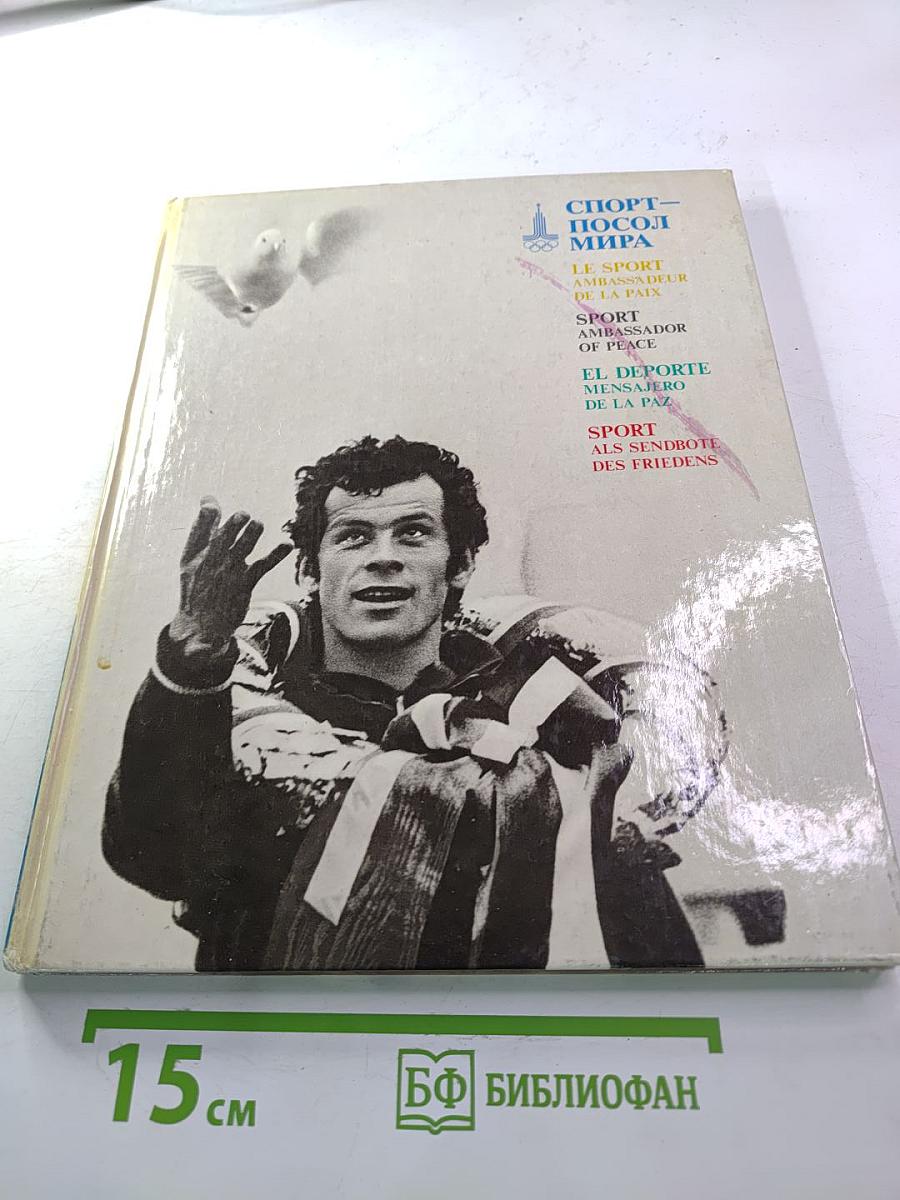 СПОРТ—
ПОСОЛ
МИРА
LE SPORT
AMBASSADEUR
DE LA PAIX
SPORT
AMBASSADOR
OF PEACE
EL DEPORTE
MENSAJERO
DE LA PAZ
SPORT
ALS SENDBOTE
DES FRIEDENS
15 см
БФ БИБЛИОФАН